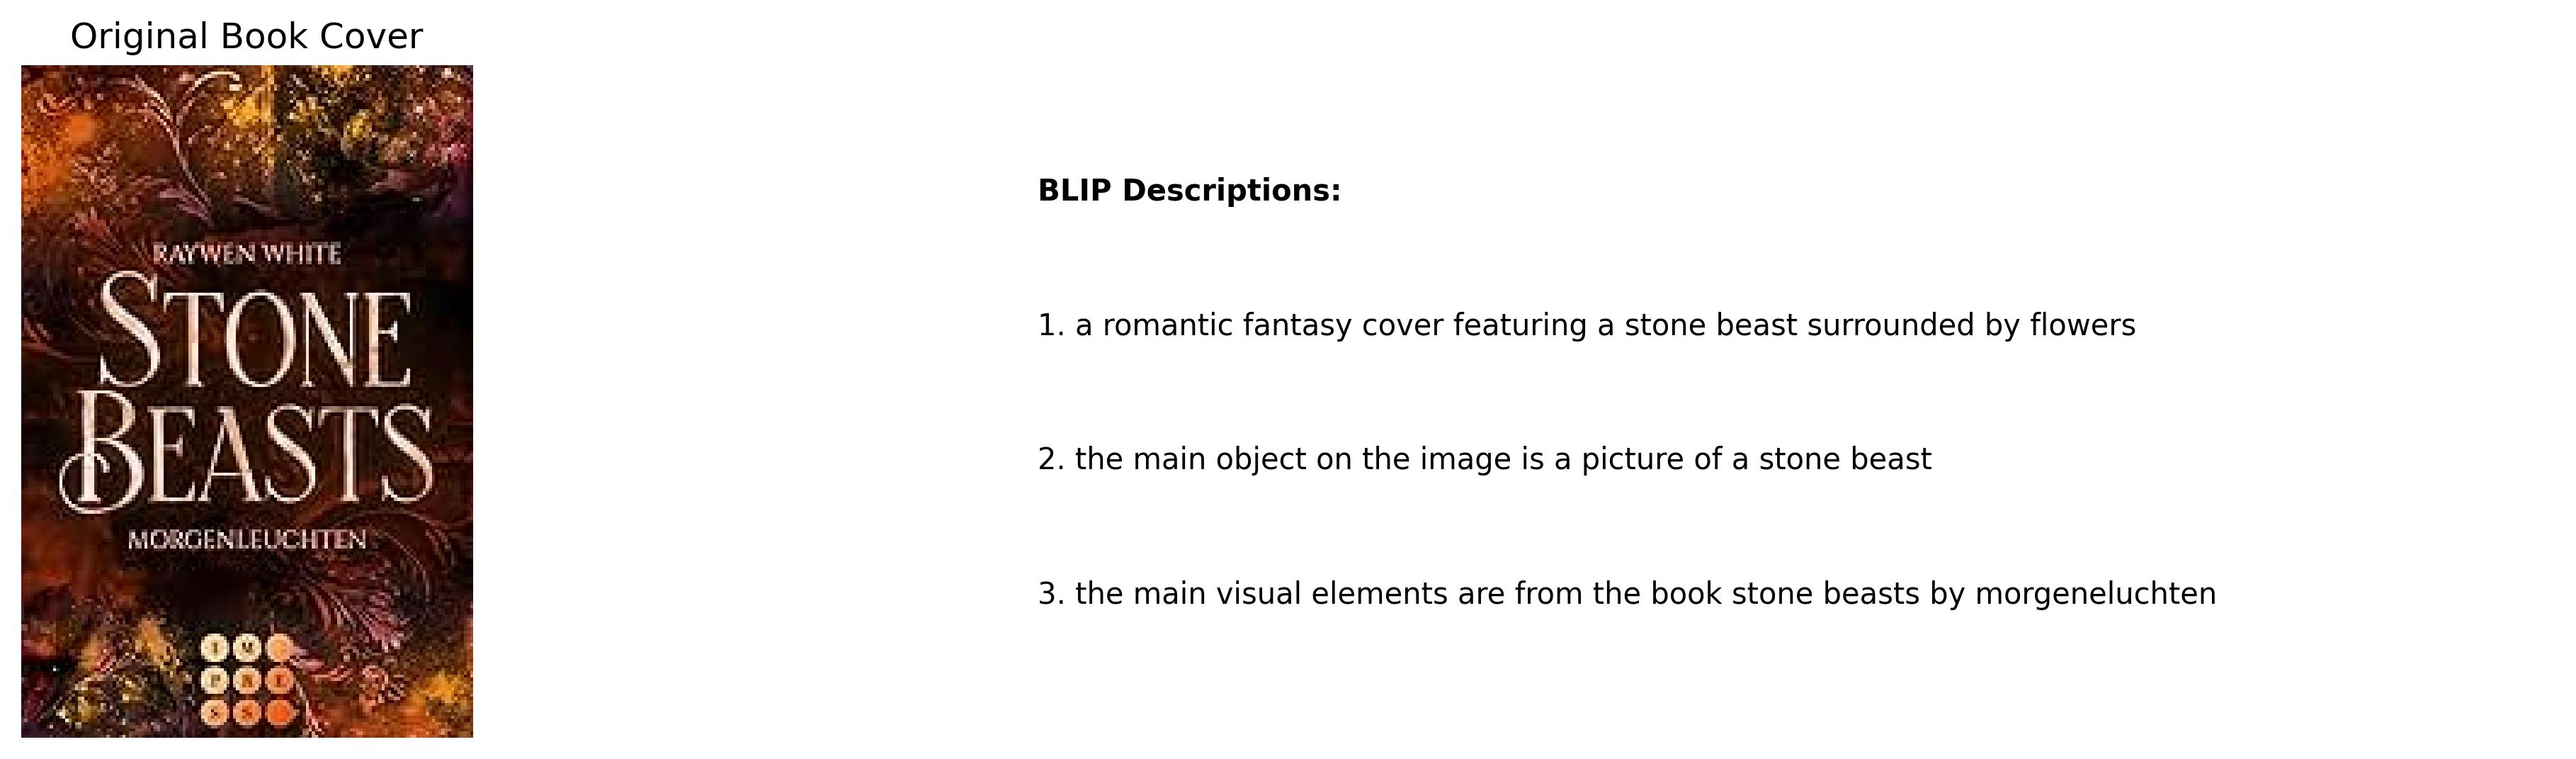 Original Book Cover
RAYWEN WHITE
STONE
BEASTS
MORGENLEUCHTEN
I M
P R E
S S
BLIP Descriptions:
1. a romantic fantasy cover featuring a stone beast surrounded by flowers
2. the main object on the image is a picture of a stone beast
3. the main visual elements are from the book stone beasts by morgeneluchten